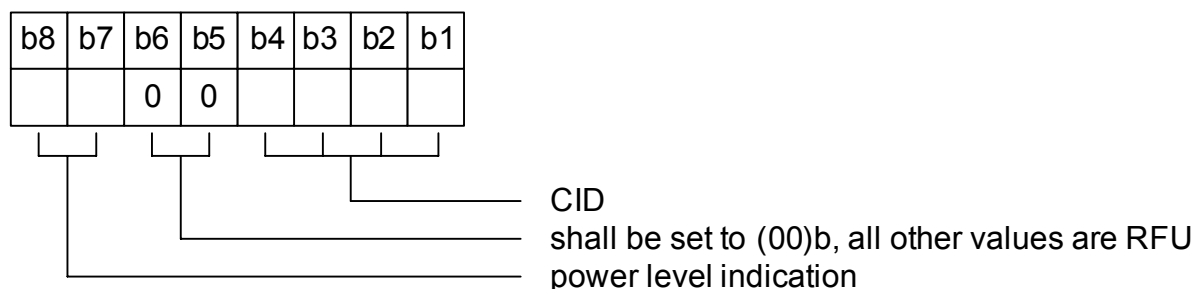 b8 b7 b6 b5 b4 b3 b2 b1
0 0
CID
shall be set to (00)b, all other values are RFU
power level indication